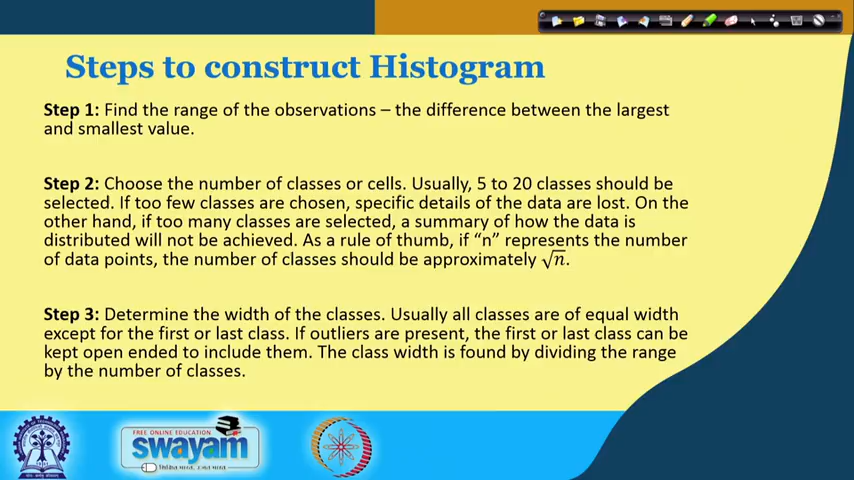 Steps to construct Histogram
Step 1: Find the range of the observations – the difference between the largest
and smallest value.
Step 2: Choose the number of classes or cells. Usually, 5 to 20 classes should be
selected. If too few classes are chosen, specific details of the data are lost. On the
other hand, if too many classes are selected, a summary of how the data is
distributed will not be achieved. As a rule of thumb, if “n” represents the number
of data points, the number of classes should be approximately √n.
Step 3: Determine the width of the classes. Usually all classes are of equal width
except for the first or last class. If outliers are present, the first or last class can be
kept open ended to include them. The class width is found by dividing the range
by the number of classes.
FREE ONLINE EDUCATION
swayam